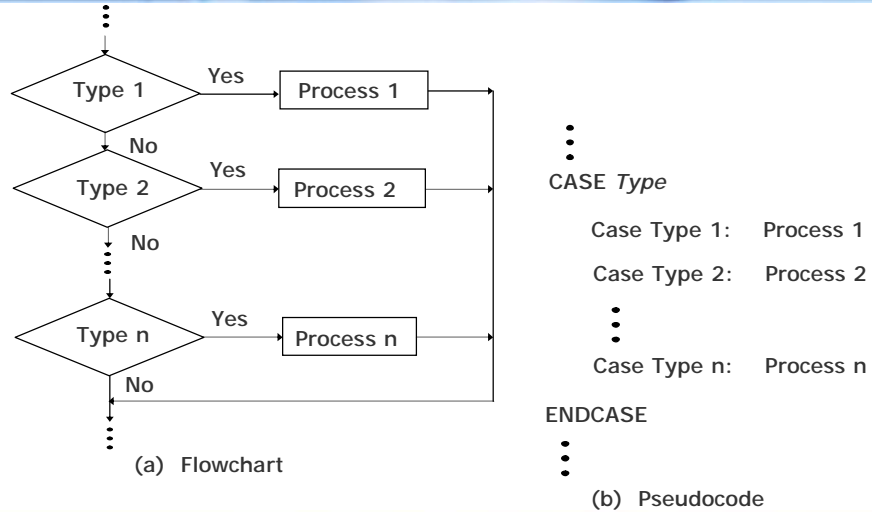 Type 1
Yes
Process 1
No
Type 2
Yes
Process 2
No
Type n
Yes
Process n
No
(a) Flowchart
CASE Type
Case Type 1: Process 1
Case Type 2: Process 2
Case Type n: Process n
ENDCASE
(b) Pseudocode